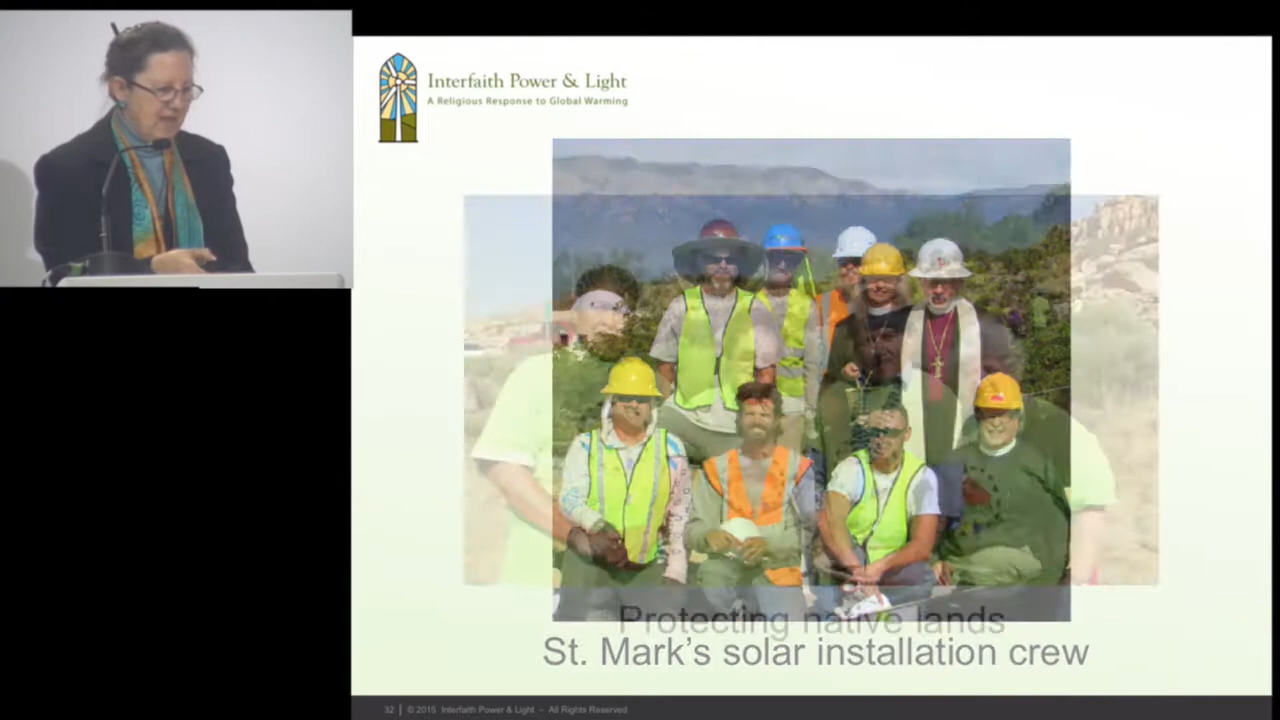 Interfaith Power & Light
A Religious Response to Global Warming
Protecting native lands
St. Mark's solar installation crew
32 | © 2015 Interfaith Power & Light – All Rights Reserved